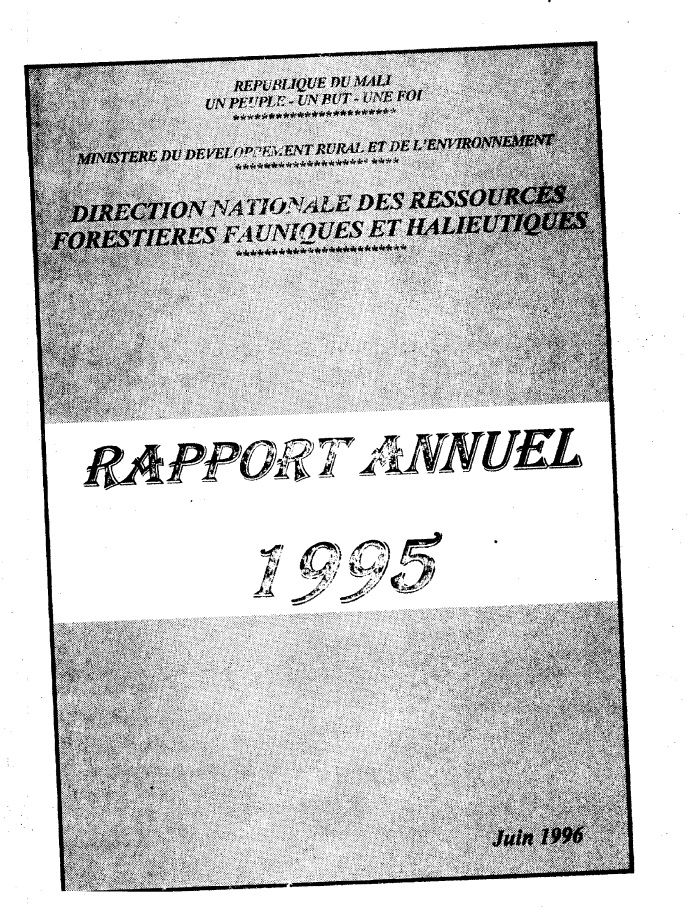 REPUBLIQUE DU MALI
UN PEUPLE - UN BUT - UNE FOI
***********************
MINISTERE DU DEVELOPPEMENT RURAL ET DE L'ENVIRONNEMENT
******************* ****
DIRECTION NATIONALE DES RESSOURCES
FORESTIERES FAUNIQUES ET HALIEUTIQUES
************************
RAPPORT ANNUEL
1995
Juin 1996